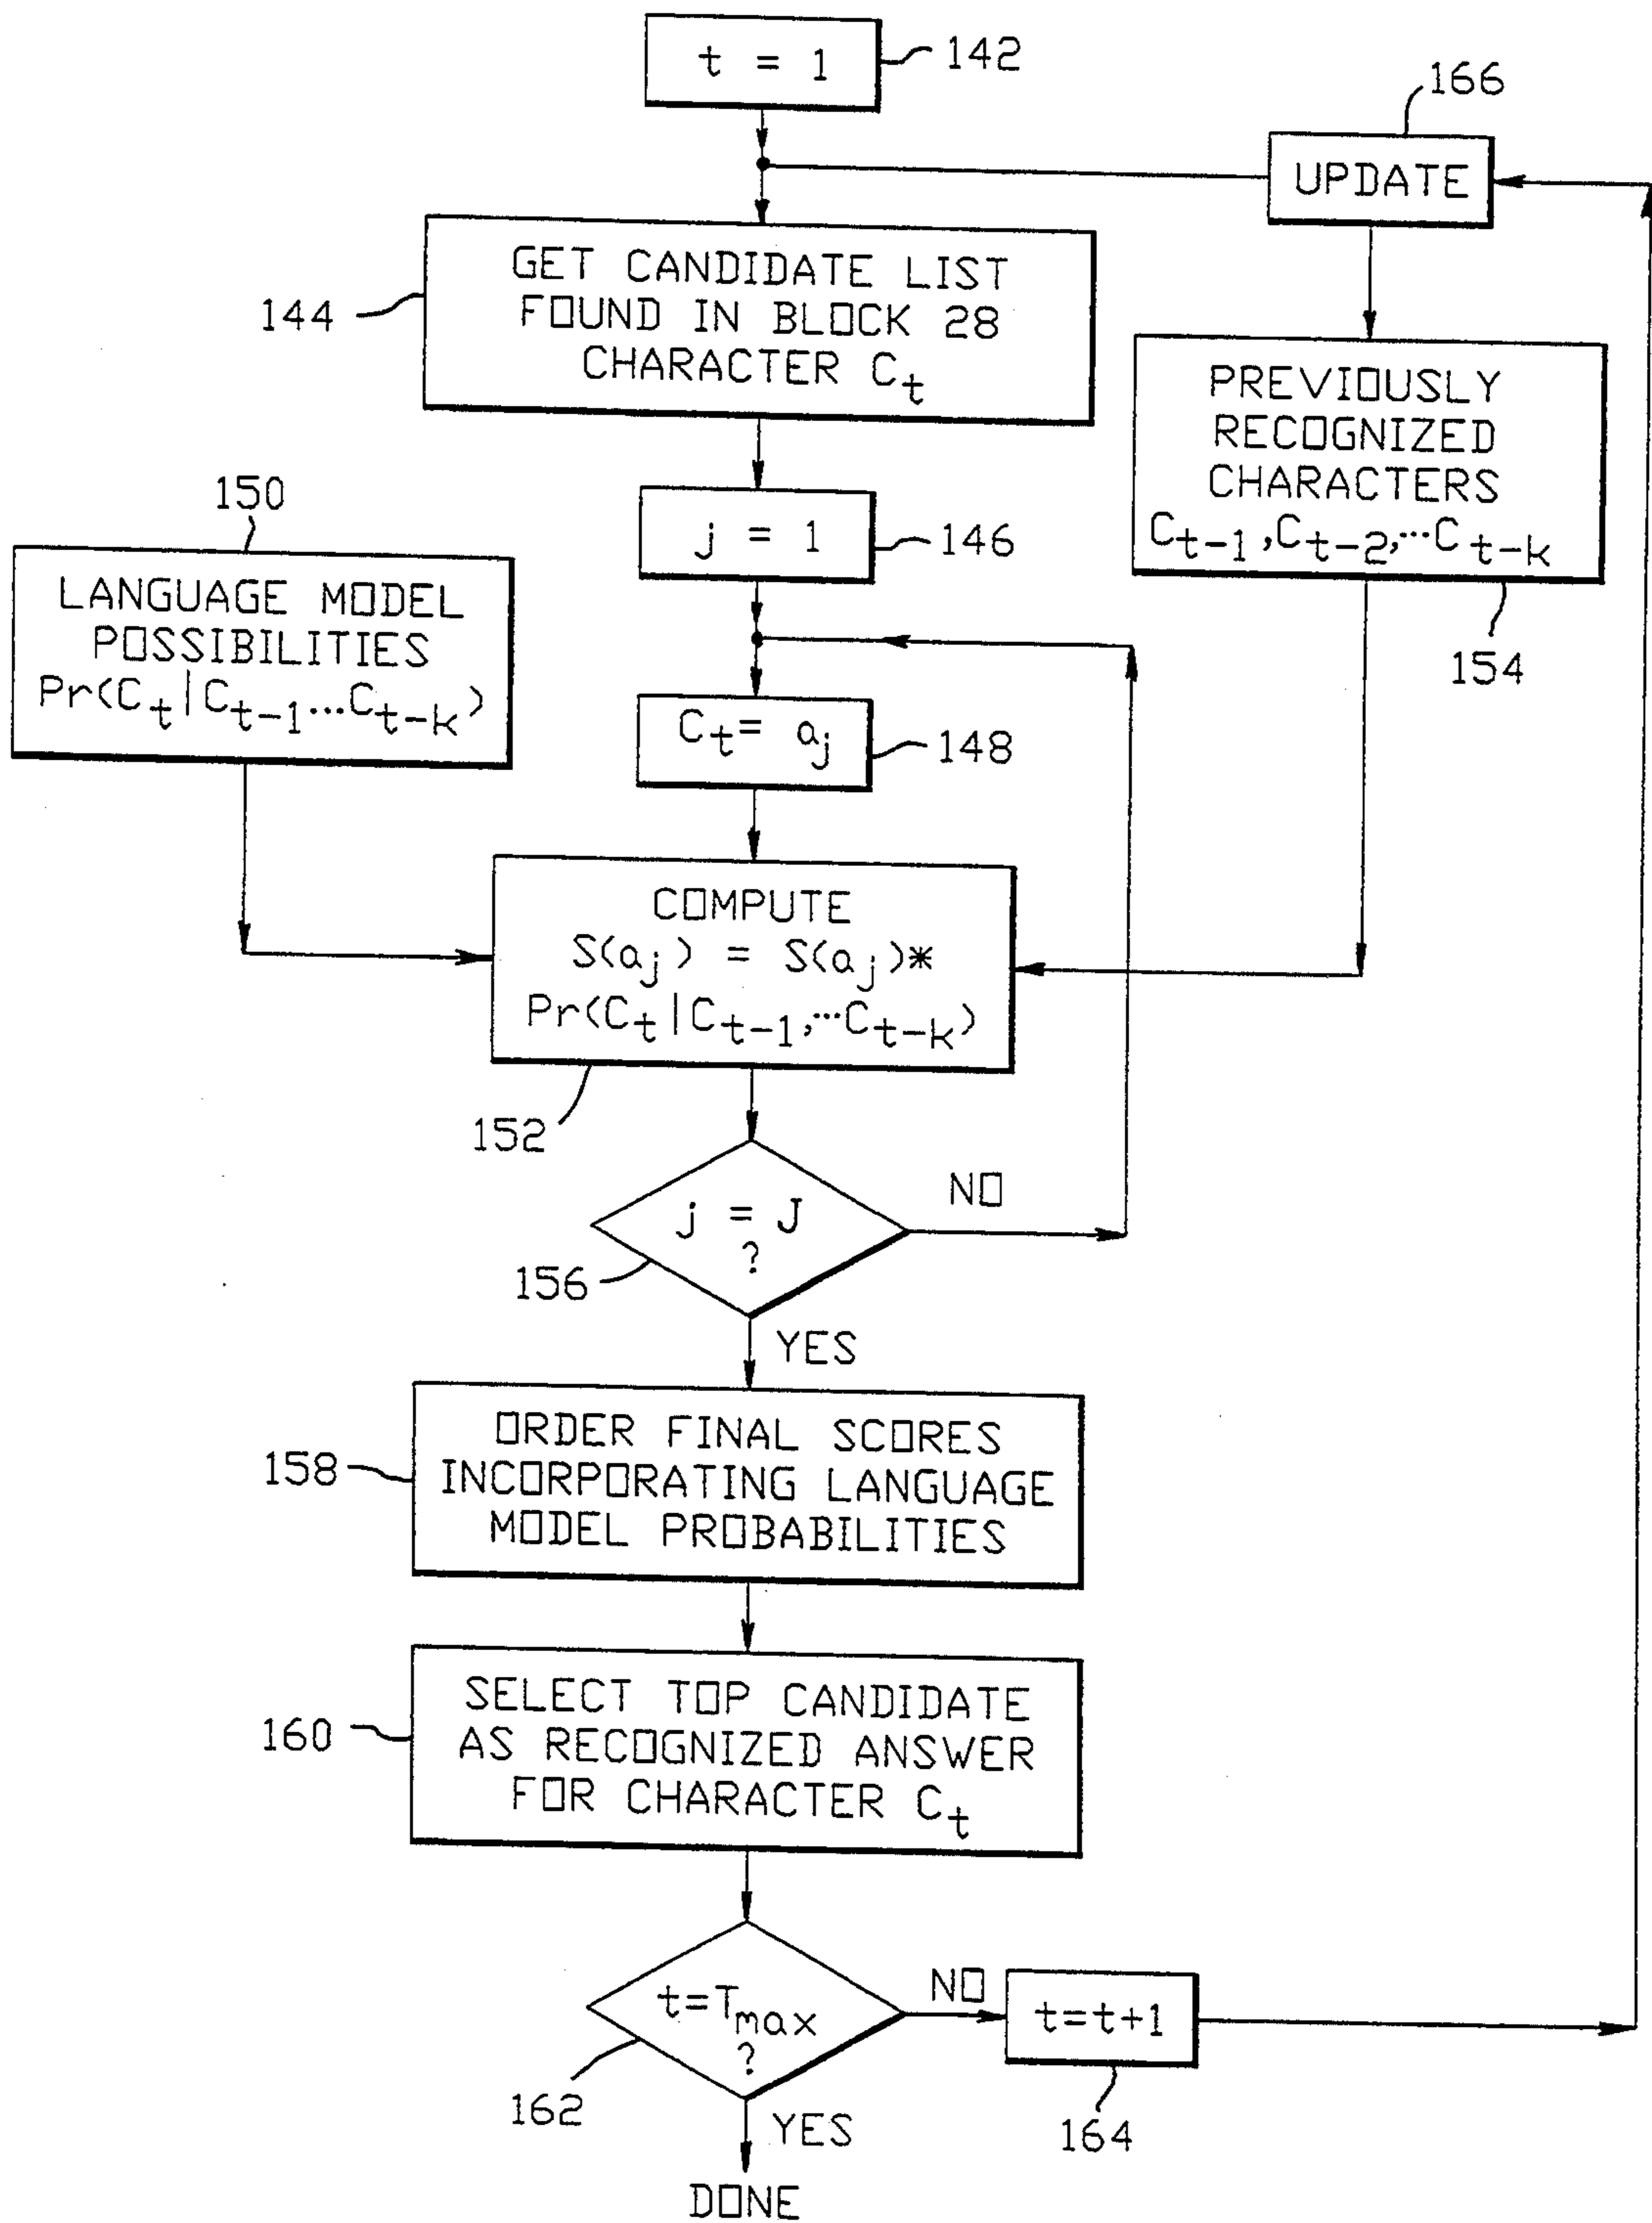 t = 1
142
166
UPDATE
GET CANDIDATE LIST
FOUND IN BLOCK 28
CHARACTER Ct
144
PREVIOUSLY
RECOGNIZED
CHARACTERS
Ct-1,Ct-2,...Ct-k
154
150
LANGUAGE MODEL
POSSIBILITIES
Pr(Ct|Ct-1...Ct-k)
j = 1
146
Ct= aj
148
COMPUTE
S(aj) = S(aj)*
Pr(Ct|Ct-1,...Ct-k)
152
j = J
?
NO
156
YES
ORDER FINAL SCORES
INCORPORATING LANGUAGE
MODEL PROBABILITIES
158
SELECT TOP CANDIDATE
AS RECOGNIZED ANSWER
FOR CHARACTER Ct
160
t=Tmax
?
NO
t=t+1
162
164
YES
DONE